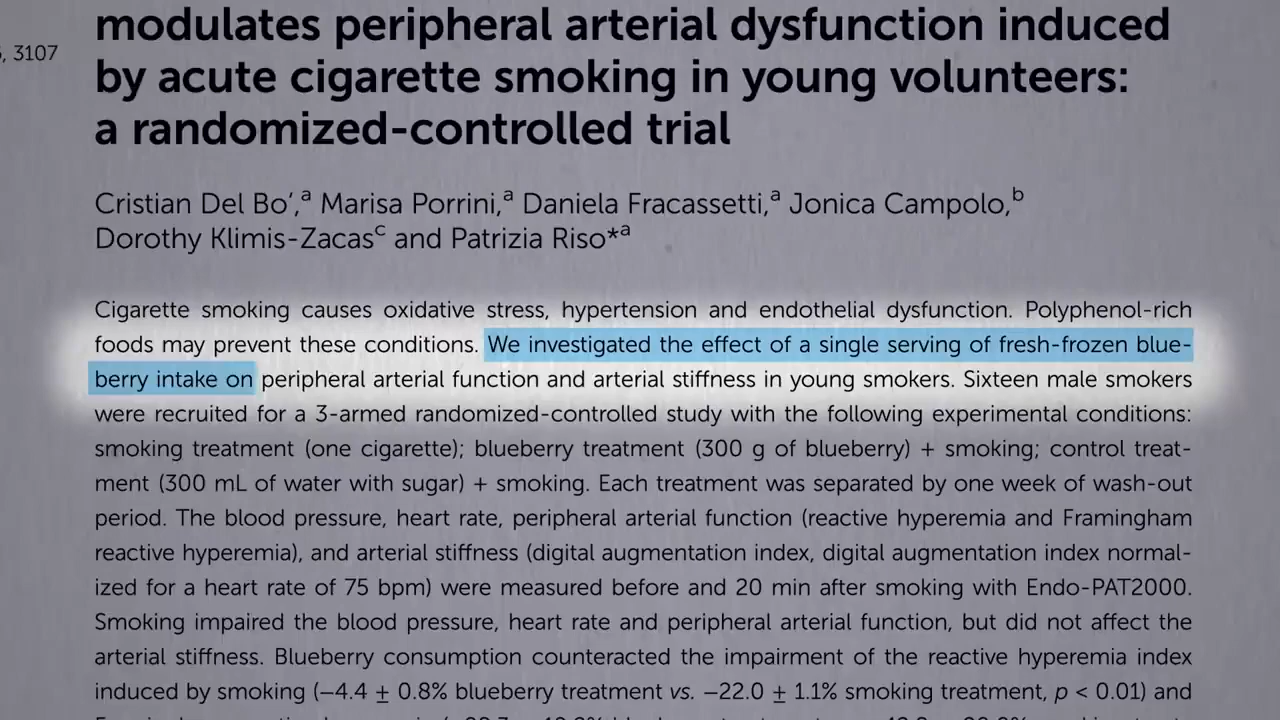 modulates peripheral arterial dysfunction induced
, 3107
by acute cigarette smoking in young volunteers:
a randomized-controlled trial
Cristian Del Bo’,a Marisa Porrini,a Daniela Fracassetti,a Jonica Campolo,b
Dorothy Klimis-Zacasc and Patrizia Riso*a
Cigarette smoking causes oxidative stress, hypertension and endothelial dysfunction. Polyphenol-rich
foods may prevent these conditions. We investigated the effect of a single serving of fresh-frozen blue-
berry intake on peripheral arterial function and arterial stiffness in young smokers. Sixteen male smokers
were recruited for a 3-armed randomized-controlled study with the following experimental conditions:
smoking treatment (one cigarette); blueberry treatment (300 g of blueberry) + smoking; control treat-
ment (300 mL of water with sugar) + smoking. Each treatment was separated by one week of wash-out
period. The blood pressure, heart rate, peripheral arterial function (reactive hyperemia and Framingham
reactive hyperemia), and arterial stiffness (digital augmentation index, digital augmentation index normal-
ized for a heart rate of 75 bpm) were measured before and 20 min after smoking with Endo-PAT2000.
Smoking impaired the blood pressure, heart rate and peripheral arterial function, but did not affect the
arterial stiffness. Blueberry consumption counteracted the impairment of the reactive hyperemia index
induced by smoking (−4.4 ± 0.8% blueberry treatment vs. −22.0 ± 1.1% smoking treatment, p < 0.01) and